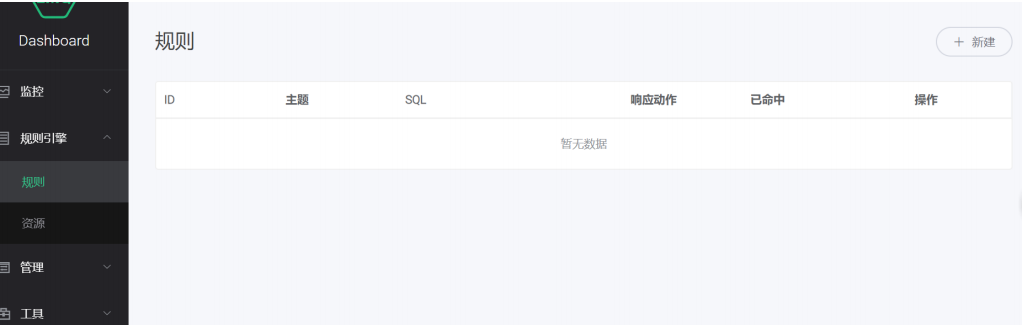 Dashboard
监控
规则引擎
规则
资源
管理
工具
规则
+ 新建
ID 主题 SQL 响应动作 已命中 操作
暂无数据